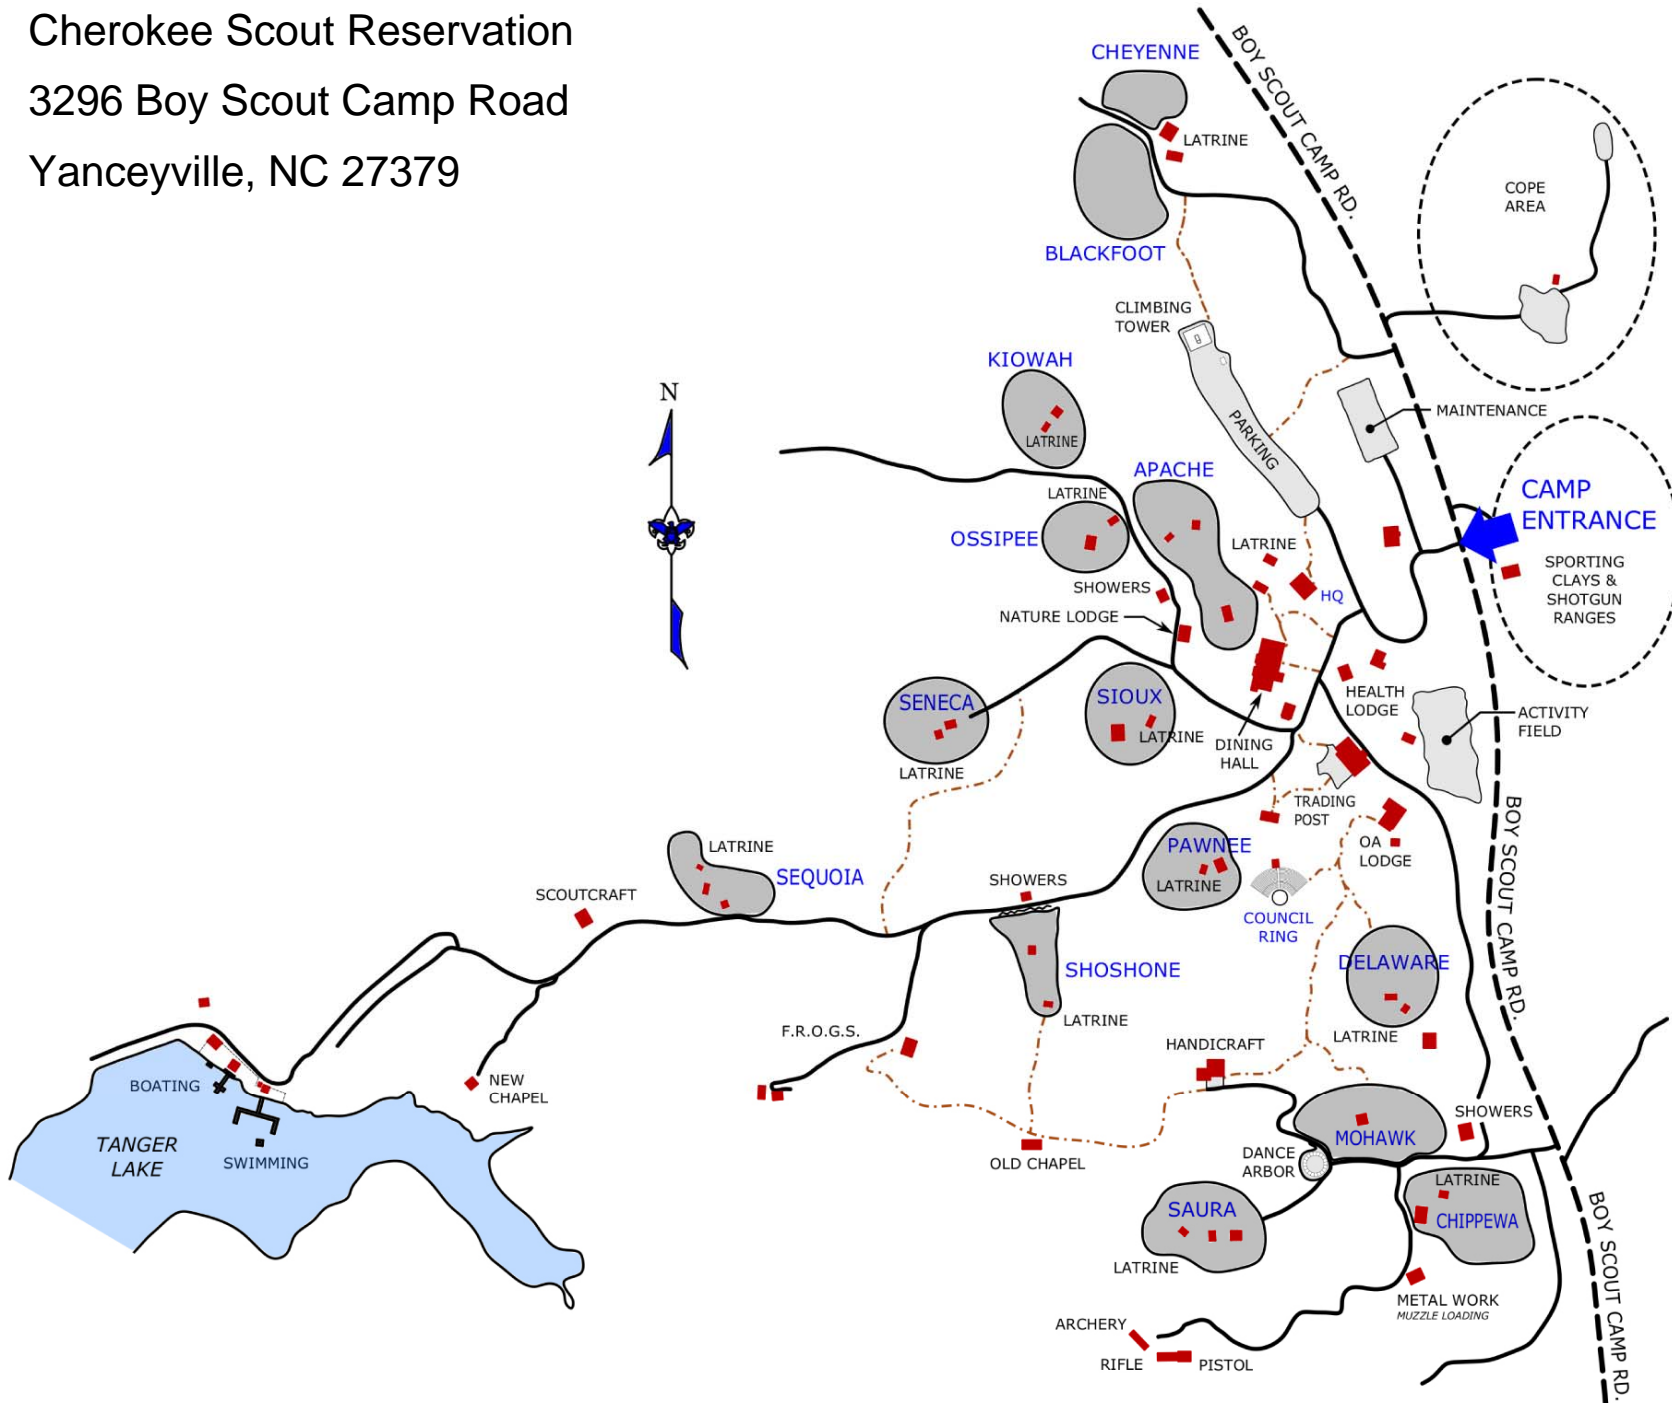 Cherokee Scout Reservation
3296 Boy Scout Camp Road
Yanceyville, NC 27379
CHEYENNE
LATRINE
BLACKFOOT
BOY SCOUT CAMP RD.
COPE
AREA
CLIMBING
TOWER
PARKING
KIOWAH
LATRINE
N
MAINTENANCE
APACHE
LATRINE
OSSIPEE
CAMP
ENTRANCE
SPORTING
CLAYS &
SHOTGUN
RANGES
LATRINE
HQ
SHOWERS
NATURE LODGE
SENECA
LATRINE
SIOUX
LATRINE
DINING
HALL
HEALTH
LODGE
ACTIVITY
FIELD
TRADING
POST
OA
LODGE
BOY SCOUT CAMP RD.
LATRINE
SEQUOIA
SCOUTCRAFT
SHOWERS
PAWNEE
LATRINE
COUNCIL
RING
SHOSHONE
LATRINE
DELAWARE
LATRINE
F.R.O.G.S.
HANDICRAFT
NEW
CHAPEL
BOATING
SWIMMING
TANGER
LAKE
OLD CHAPEL
MOHAWK
SHOWERS
DANCE
ARBOR
LATRINE
CHIPPEWA
SAURA
LATRINE
METAL WORK
MUZZLE LOADING
ARCHERY
RIFLE
PISTOL
BOY SCOUT CAMP RD.